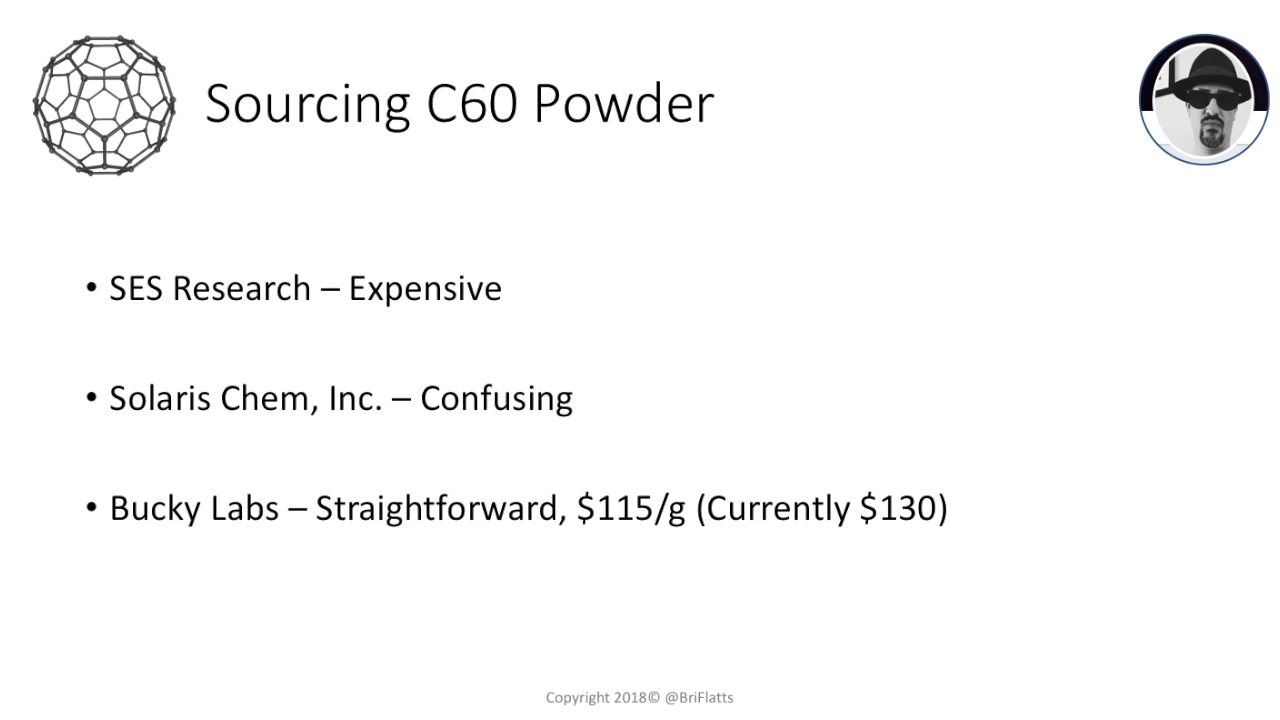 Sourcing C60 Powder
• SES Research – Expensive
• Solaris Chem, Inc. – Confusing
• Bucky Labs – Straightforward, $115/g (Currently $130)
Copyright 2018© @BriFlatts